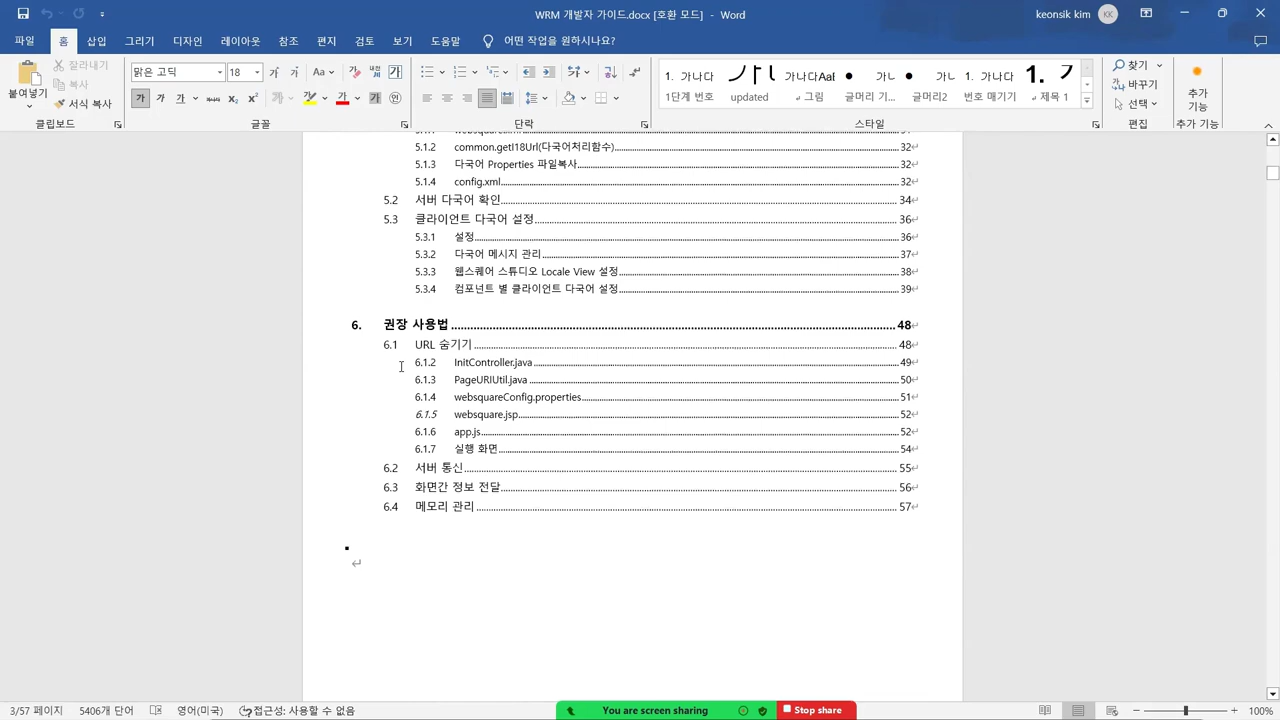 WRM 개발자 가이드.docx [호환 모드] - Word
keonsik kim
KK
파일 홈 삽입 그리기 디자인 레이아웃 참조 편지 검토 보기 도움말 어떤 작업을 원하시나요?
붙여넣기
잘라내기
복사
서식 복사
클립보드
맑은 고딕 18
글꼴
단락
1. 가나다
1단계 번호
updated
가나다Aa
그림
가니
글머리 기...
가니
글머리2
1. 가나다
번호 매기기
1.
제목 1
스타일
찾기
바꾸기
선택
편집
추가 기능
추가 기능
5.1.2 common.getI18Url(다국어처리함수) 32
5.1.3 다국어 Properties 파일복사 32
5.1.4 config.xml 32
5.2 서버 다국어 확인 34
5.3 클라이언트 다국어 설정 36
5.3.1 설정 36
5.3.2 다국어 메시지 관리 37
5.3.3 웹스퀘어 스튜디오 Locale View 설정 38
5.3.4 컴포넌트 별 클라이언트 다국어 설정 39
6. 권장 사용법 48
6.1 URL 숨기기 48
6.1.2 InitController.java 49
6.1.3 PageURIUtil.java 50
6.1.4 websquareConfig.properties 51
6.1.5 websquare.jsp 52
6.1.6 app.js 52
6.1.7 실행 화면 54
6.2 서버 통신 55
6.3 화면간 정보 전달 56
6.4 메모리 관리 57
3/57 페이지 5406개 단어 영어(미국) 접근성: 사용할 수 없음
You are screen sharing
Stop share
100%